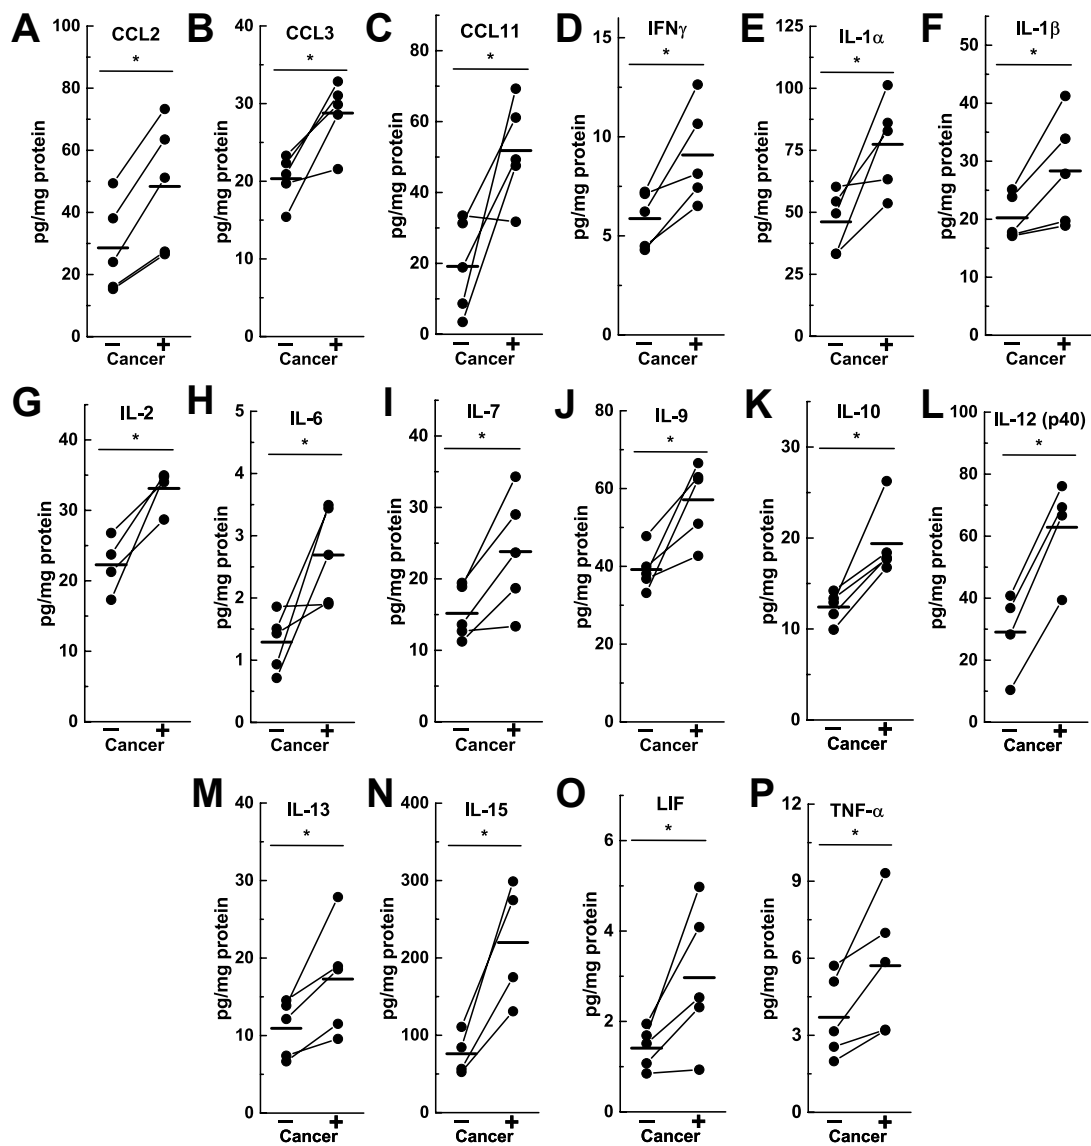 A
CCL2
*
pg/mg protein
100
80
60
40
20
0
− +
Cancer
B
CCL3
*
pg/mg protein
40
30
20
10
0
− +
Cancer
C
CCL11
*
pg/mg protein
80
60
40
20
0
− +
Cancer
D
IFNγ
*
pg/mg protein
15
10
5
0
− +
Cancer
E
IL-1α
*
pg/mg protein
125
100
75
50
25
0
− +
Cancer
F
IL-1β
*
pg/mg protein
50
40
30
20
10
0
− +
Cancer
G
IL-2
*
pg/mg protein
40
30
20
10
0
− +
Cancer
H
IL-6
*
pg/mg protein
5
4
3
2
1
0
− +
Cancer
I
IL-7
*
pg/mg protein
40
30
20
10
0
− +
Cancer
J
IL-9
*
pg/mg protein
80
60
40
20
0
− +
Cancer
K
IL-10
*
pg/mg protein
30
20
10
0
− +
Cancer
L
IL-12 (p40)
*
pg/mg protein
100
80
60
40
20
0
− +
Cancer
M
IL-13
*
pg/mg protein
40
30
20
10
0
− +
Cancer
N
IL-15
*
pg/mg protein
400
300
200
100
0
− +
Cancer
O
LIF
*
pg/mg protein
6
4
2
0
− +
Cancer
P
TNF-α
*
pg/mg protein
12
9
6
3
0
− +
Cancer